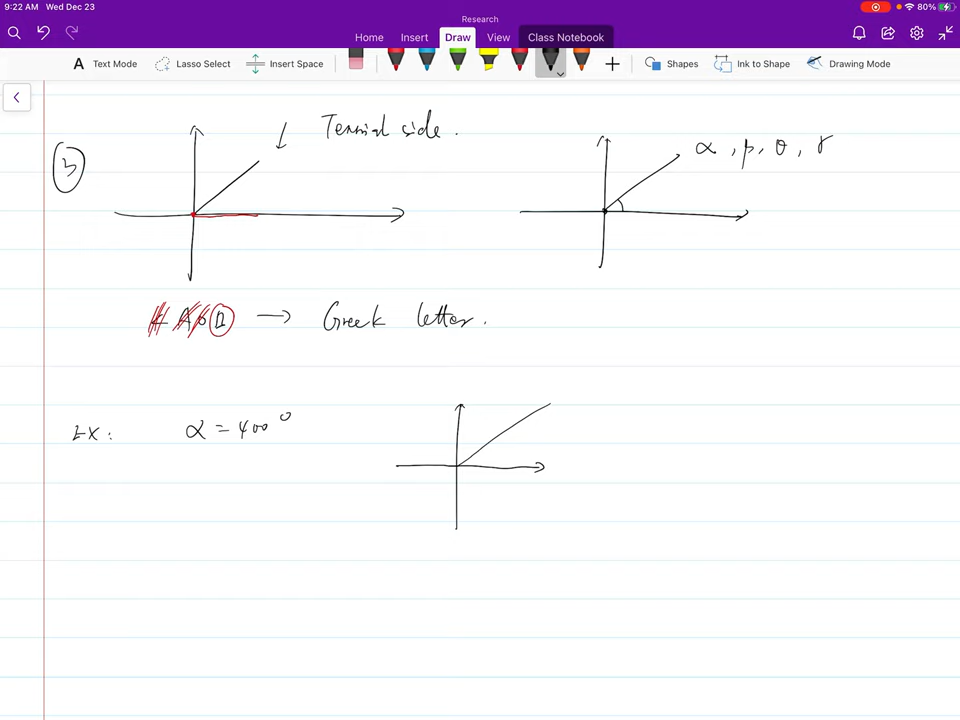 9:22 AM Wed Dec 23
80%
Research
Home Insert Draw View Class Notebook
A Text Mode Lasso Select Insert Space Shapes Ink to Shape Drawing Mode
③ Terminal side.
α, β, θ, γ
→ Greek letter.
EX: α = 400°